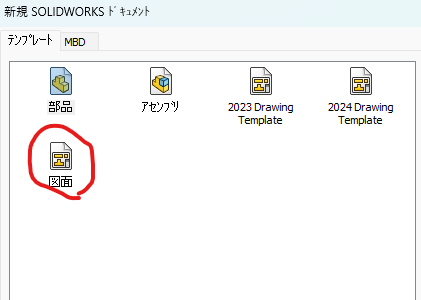 新規 SOLIDWORKS ﾄﾞｷｭﾒﾝﾄ
ﾃﾝﾌﾟﾚｰﾄ MBD
部品 ｱｾﾝﾌﾞﾘ 2023 Drawing Template 2024 Drawing Template
図面